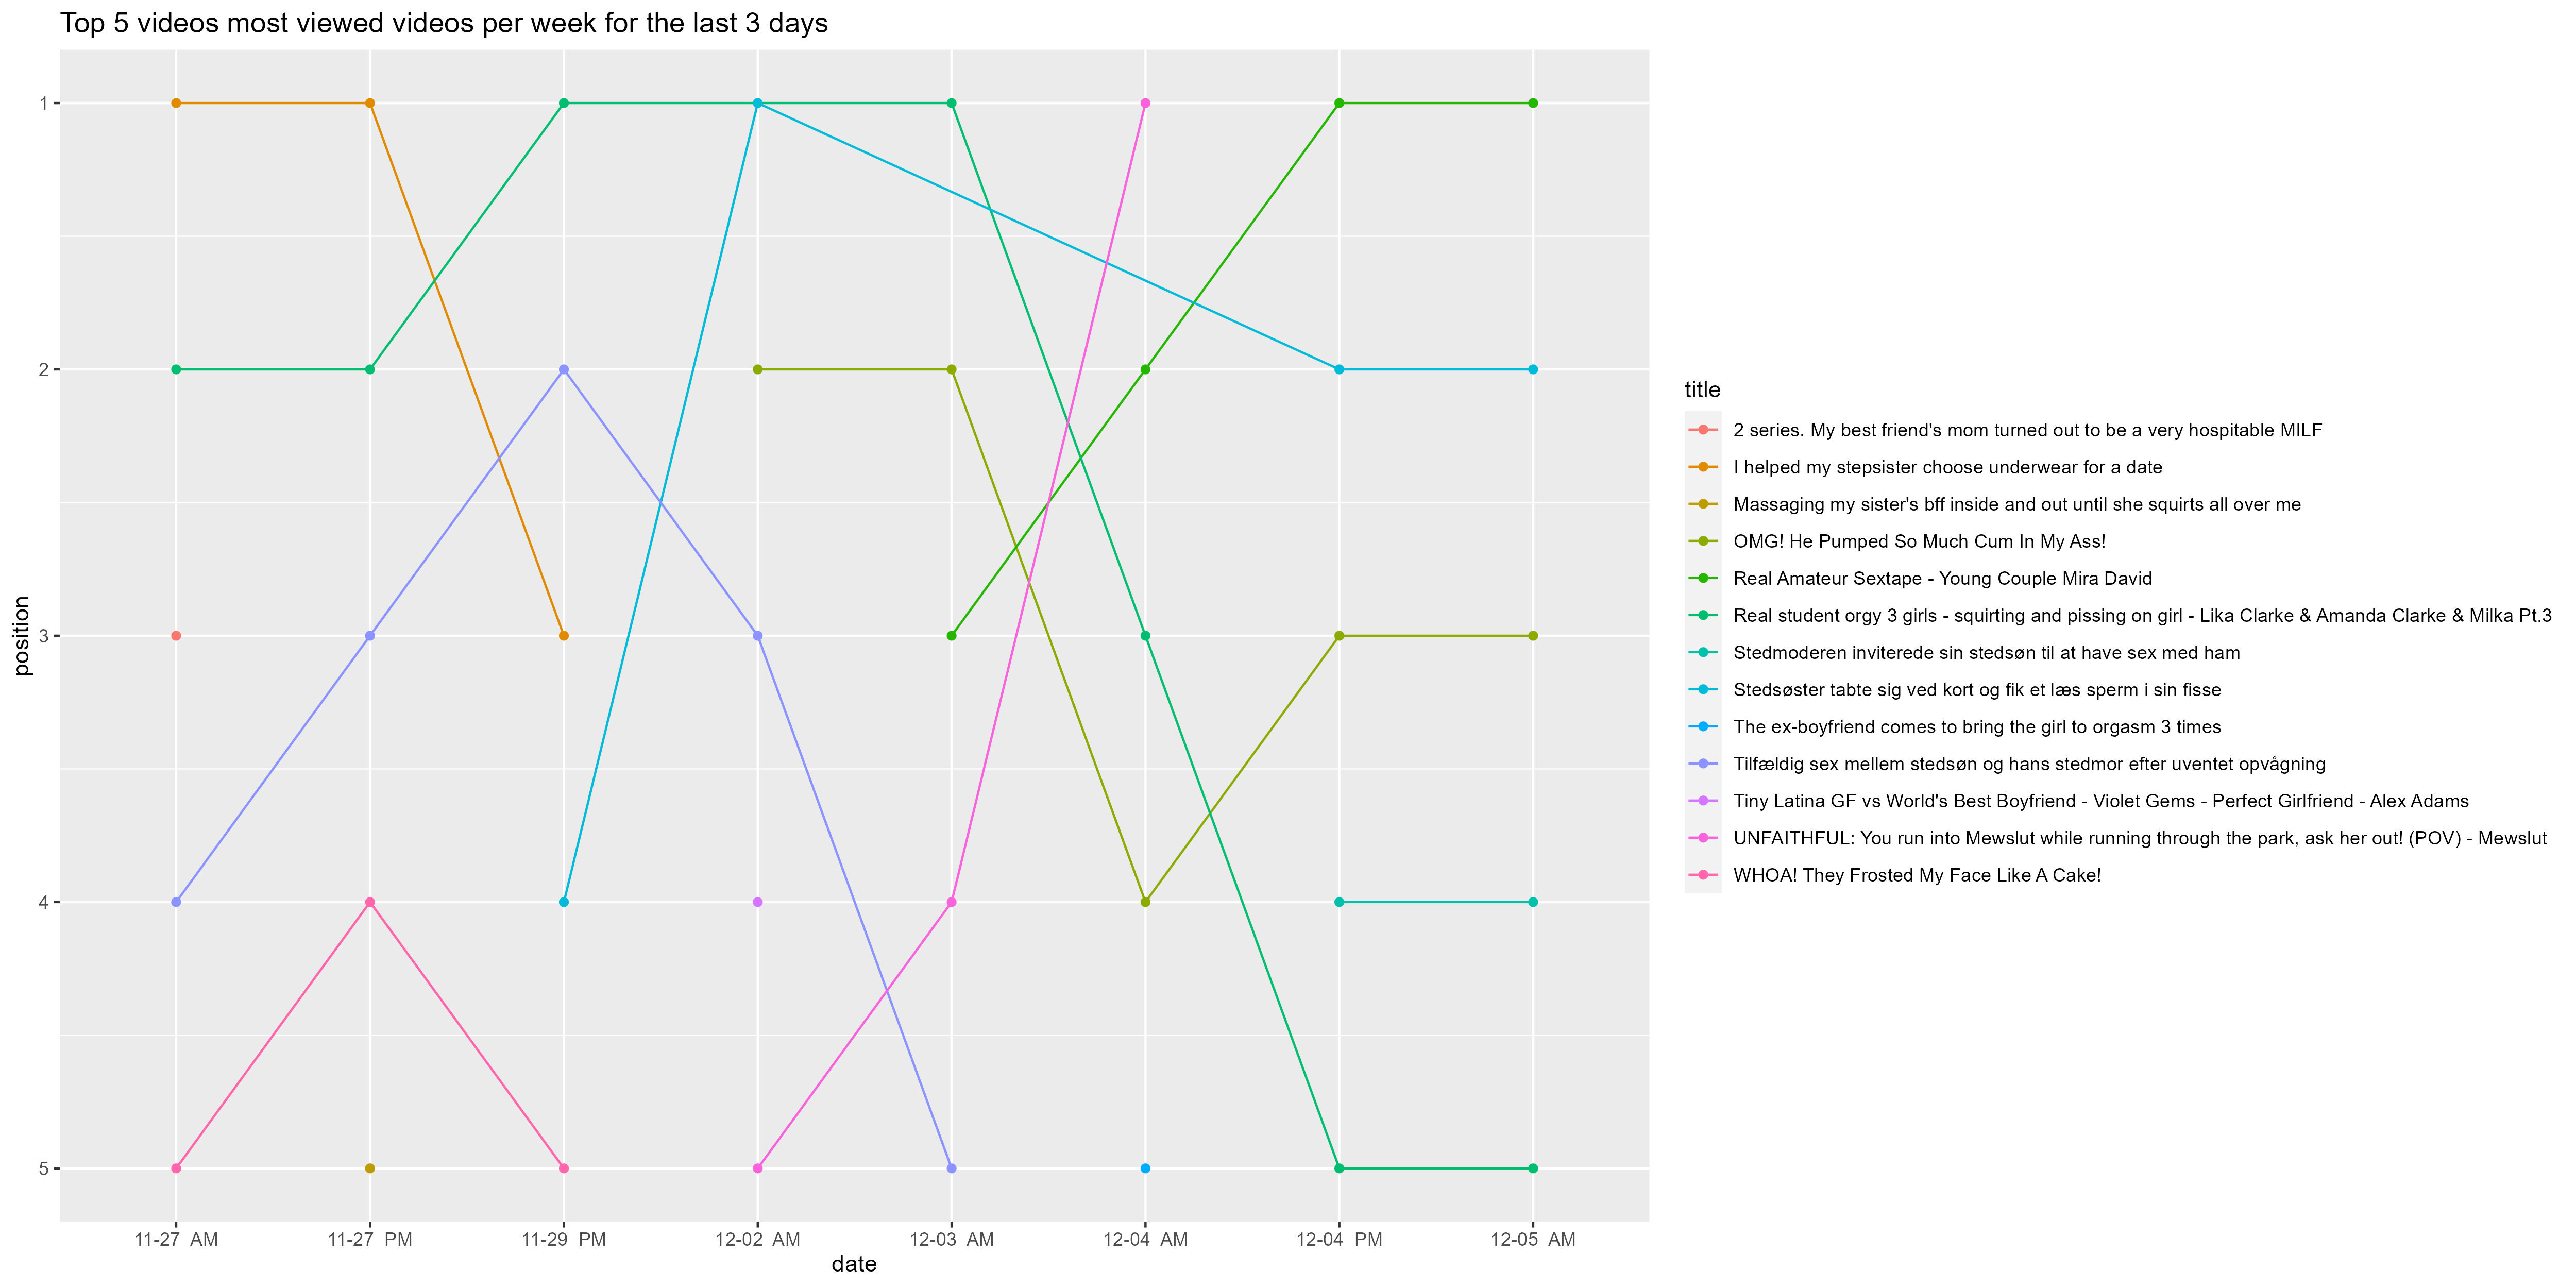 Top 5 videos most viewed videos per week for the last 3 days
position
1
2
3
4
5
11-27 AM
11-27 PM
11-29 PM
12-02 AM
12-03 AM
12-04 AM
12-04 PM
12-05 AM
date
title
2 series. My best friend's mom turned out to be a very hospitable MILF
I helped my stepsister choose underwear for a date
Massaging my sister's bff inside and out until she squirts all over me
OMG! He Pumped So Much Cum In My Ass!
Real Amateur Sextape - Young Couple Mira David
Real student orgy 3 girls - squirting and pissing on girl - Lika Clarke & Amanda Clarke & Milka Pt.3
Stedmoderen inviterede sin stedsøn til at have sex med ham
Stedsøster tabte sig ved kort og fik et læs sperm i sin fisse
The ex-boyfriend comes to bring the girl to orgasm 3 times
Tilfældig sex mellem stedsøn og hans stedmor efter uventet opvågning
Tiny Latina GF vs World's Best Boyfriend - Violet Gems - Perfect Girlfriend - Alex Adams
UNFAITHFUL: You run into Mewslut while running through the park, ask her out! (POV) - Mewslut
WHOA! They Frosted My Face Like A Cake!